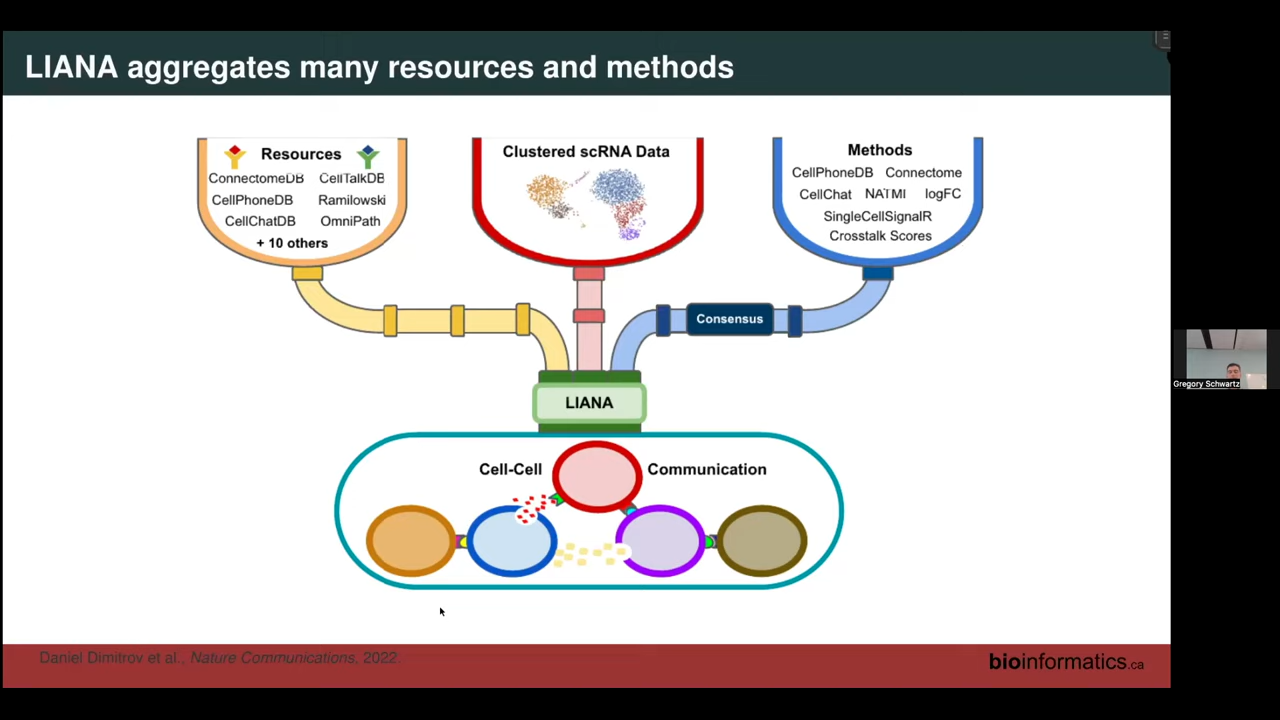 LIANA aggregates many resources and methods
Resources
ConnectomeDB CellTalkDB
CellPhoneDB Ramilowski
CellChatDB OmniPath
+ 10 others
Clustered scRNA Data
Methods
CellPhoneDB Connectome
CellChat NATMI logFC
SingleCellSignalR
Crosstalk Scores
Consensus
LIANA
Cell-Cell Communication
Gregory Schwartz
Daniel Dimitrov et al., Nature Communications, 2022.
bioinformatics.ca